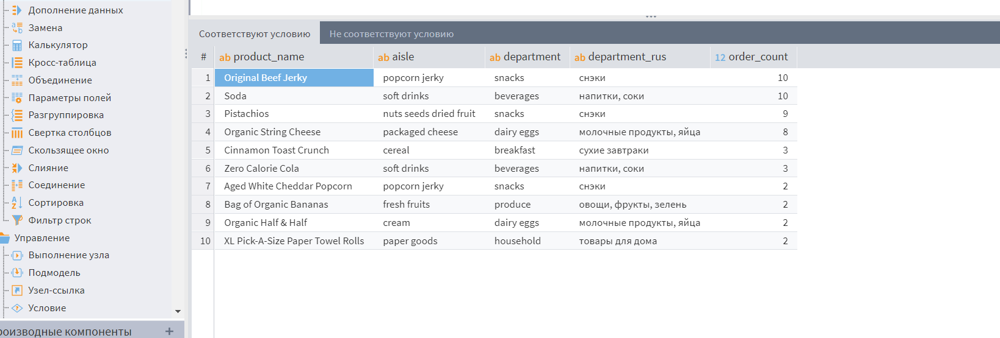 Дополнение данных
Замена
Калькулятор
Кросс-таблица
Объединение
Параметры полей
Разгруппировка
Свертка столбцов
Скользящее окно
Слияние
Соединение
Сортировка
Фильтр строк
Управление
Выполнение узла
Подмодель
Узел-ссылка
Условие
роизводные компоненты +
Соответствуют условию Не соответствуют условию
# ab product_name ab aisle ab department ab department_rus 12 order_count
1 Original Beef Jerky popcorn jerky snacks снэки 10
2 Soda soft drinks beverages напитки, соки 10
3 Pistachios nuts seeds dried fruit snacks снэки 9
4 Organic String Cheese packaged cheese dairy eggs молочные продукты, яйца 8
5 Cinnamon Toast Crunch cereal breakfast сухие завтраки 3
6 Zero Calorie Cola soft drinks beverages напитки, соки 3
7 Aged White Cheddar Popcorn popcorn jerky snacks снэки 2
8 Bag of Organic Bananas fresh fruits produce овощи, фрукты, зелень 2
9 Organic Half & Half cream dairy eggs молочные продукты, яйца 2
10 XL Pick-A-Size Paper Towel Rolls paper goods household товары для дома 2